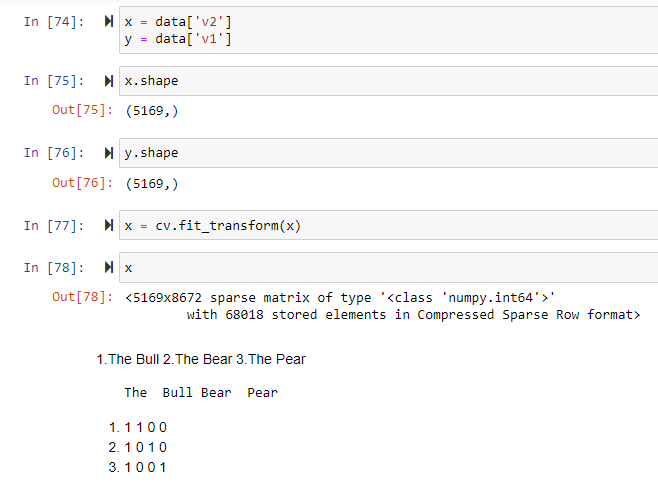 In [74]: x = data['v2']
y = data['v1']
In [75]: x.shape
Out[75]: (5169,)
In [76]: y.shape
Out[76]: (5169,)
In [77]: x = cv.fit_transform(x)
In [78]: x
Out[78]: <5169x8672 sparse matrix of type '<class 'numpy.int64'>'
with 68018 stored elements in Compressed Sparse Row format>
1.The Bull 2.The Bear 3.The Pear
The Bull Bear Pear
1. 1 1 0 0
2. 1 0 1 0
3. 1 0 0 1